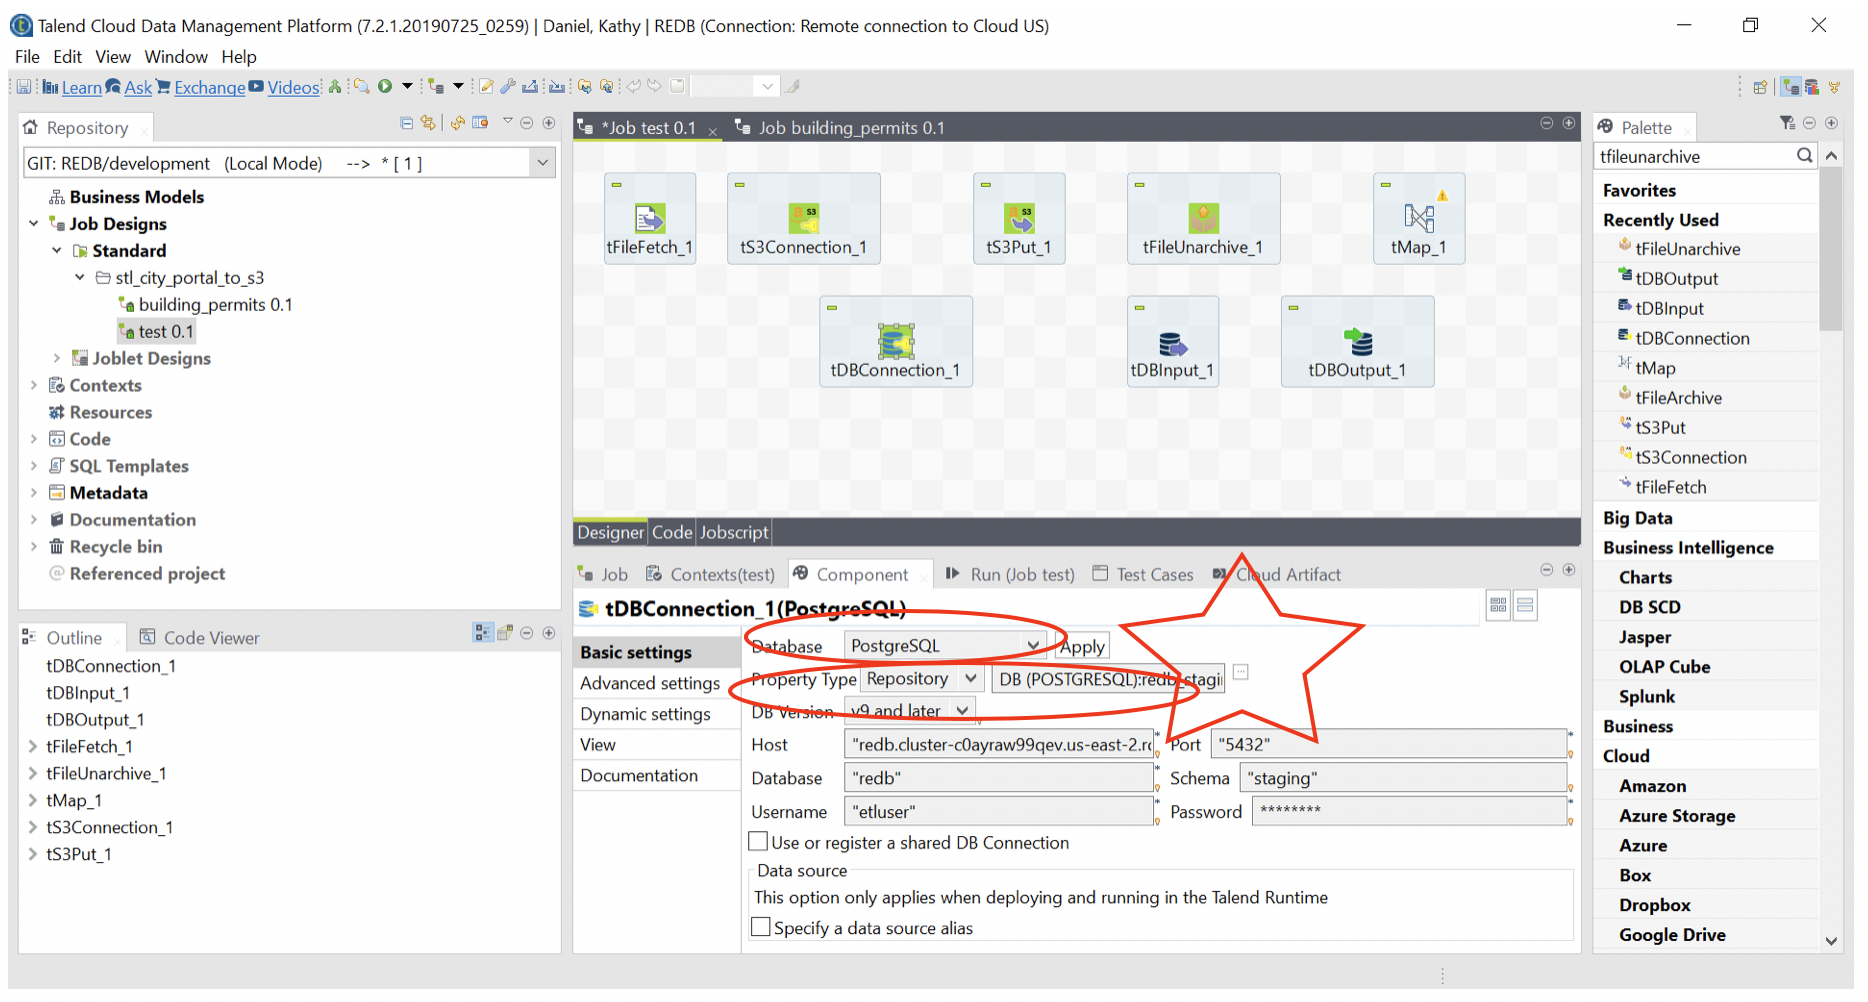 Talend Cloud Data Management Platform (7.2.1.20190725_0259) | Daniel, Kathy | REDB (Connection: Remote connection to Cloud US)
File Edit View Window Help
Learn Ask Exchange Videos
Repository
GIT: REDB/development (Local Mode) --> * [ 1 ]
Business Models
Job Designs
Standard
stl_city_portal_to_s3
building_permits 0.1
test 0.1
Joblet Designs
Contexts
Resources
Code
SQL Templates
Metadata
Documentation
Recycle bin
Referenced project
Outline Code Viewer
tDBConnection_1
tDBInput_1
tDBOutput_1
tFileFetch_1
tFileUnarchive_1
tMap_1
tS3Connection_1
tS3Put_1
*Job test 0.1 Job building_permits 0.1
tFileFetch_1 tS3Connection_1 tS3Put_1 tFileUnarchive_1 tMap_1
tDBConnection_1 tDBInput_1 tDBOutput_1
Designer Code Jobscript
Job Contexts(test) Component Run (Job test) Test Cases Cloud Artifact
tDBConnection_1(PostgreSQL)
Basic settings
Advanced settings
Dynamic settings
View
Documentation
Database PostgreSQL Apply
Property Type Repository DB (POSTGRESQL):redb_stagi
DB Version v9 and later
Host "redb.cluster-c0ayraw99qev.us-east-2.r Port "5432"
Database "redb" Schema "staging"
Username "etluser" Password ********
Use or register a shared DB Connection
Data source
This option only applies when deploying and running in the Talend Runtime
Specify a data source alias
Palette
tfileunarchive
Favorites
Recently Used
tFileUnarchive
tDBOutput
tDBInput
tDBConnection
tMap
tFileArchive
tS3Put
tS3Connection
tFileFetch
Big Data
Business Intelligence
Charts
DB SCD
Jasper
OLAP Cube
Splunk
Business
Cloud
Amazon
Azure Storage
Azure
Box
Dropbox
Google Drive